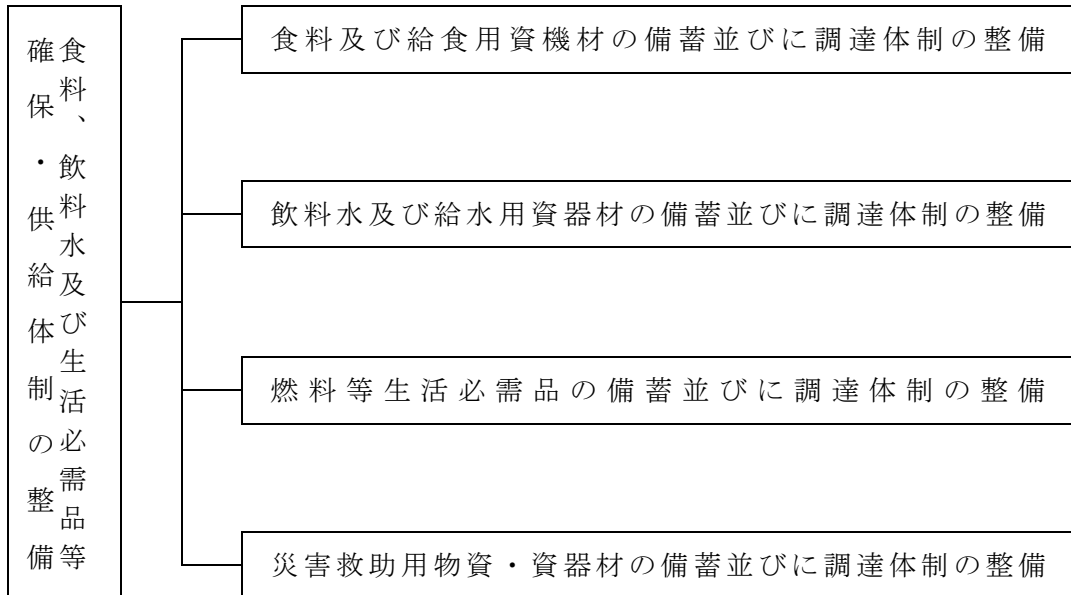 食料、飲料水及び生活必需品等
確保・供給体制の整備
食料及び給食用資機材の備蓄並びに調達体制の整備
飲料水及び給水用資器材の備蓄並びに調達体制の整備
燃料等生活必需品の備蓄並びに調達体制の整備
災害救助用物資・資器材の備蓄並びに調達体制の整備